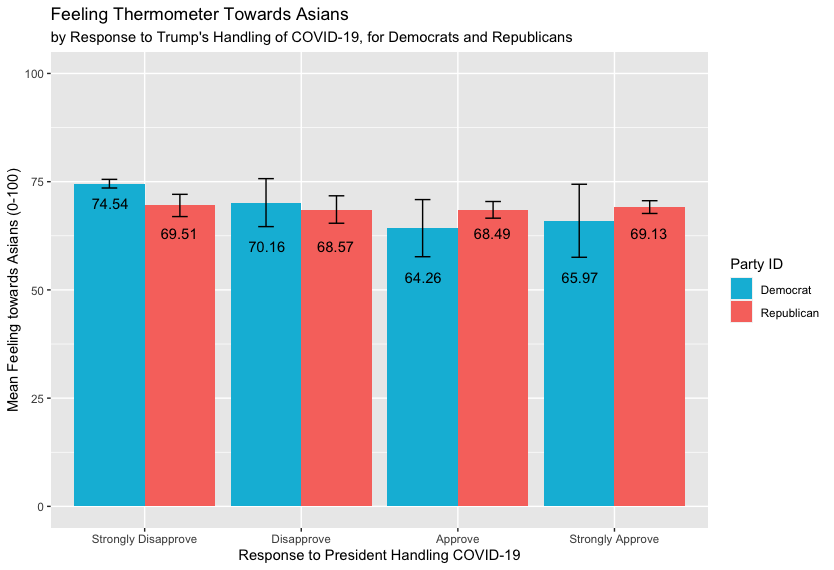 Feeling Thermometer Towards Asians
by Response to Trump's Handling of COVID-19, for Democrats and Republicans
Mean Feeling towards Asians (0-100)
100
75
50
25
0
74.54
69.51
70.16
68.57
64.26
68.49
65.97
69.13
Strongly Disapprove
Disapprove
Approve
Strongly Approve
Response to President Handling COVID-19
Party ID
Democrat
Republican